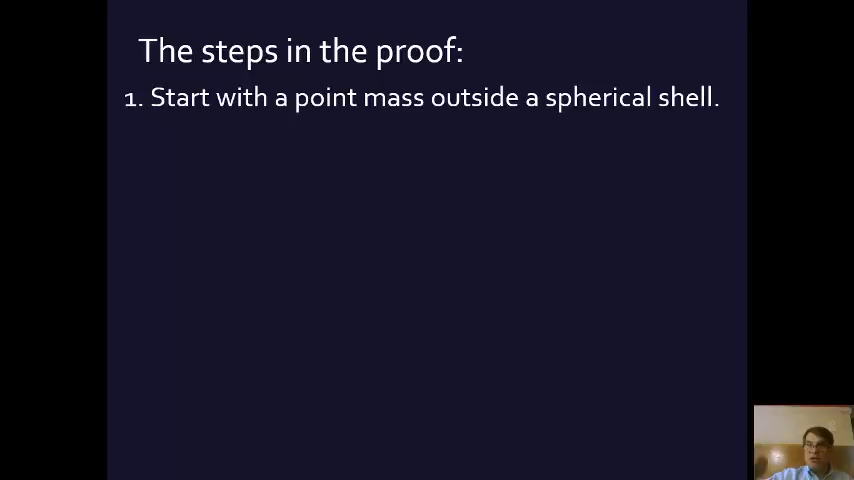 The steps in the proof:
1. Start with a point mass outside a spherical shell.